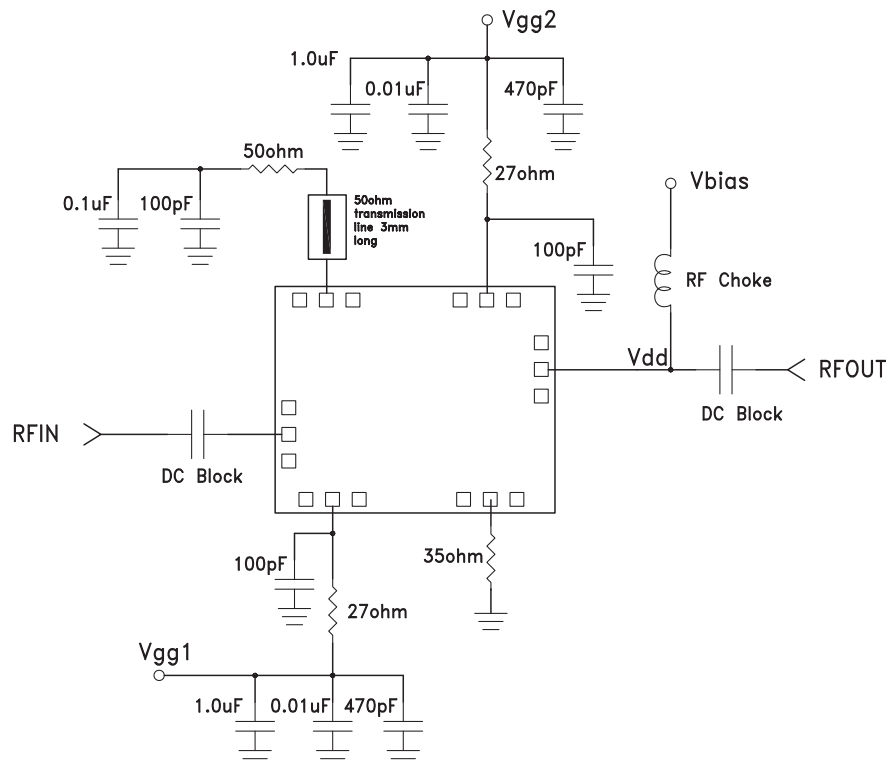 Vgg2
1.0uF
0.01uF
470pF
50ohm
27ohm
0.1uF
100pF
50ohm
transmission
line 3mm
long
Vbias
100pF
RF Choke
Vdd
RFOUT
DC Block
RFIN
DC Block
100pF
35ohm
27ohm
Vgg1
1.0uF
0.01uF
470pF